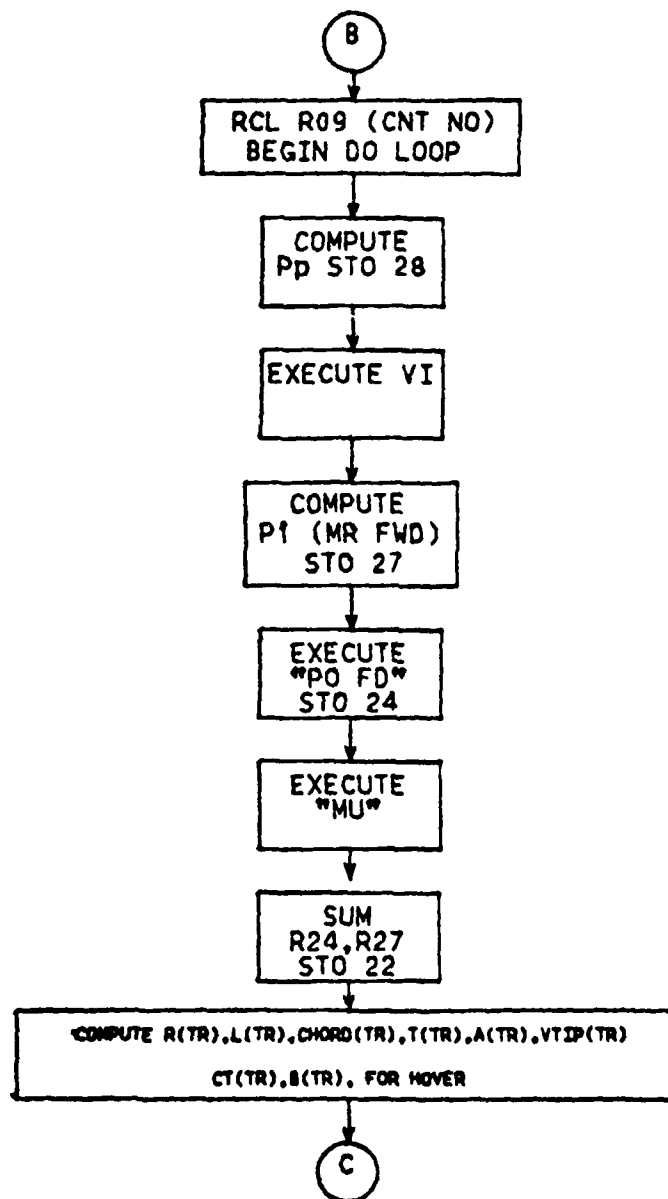 B
RCL R09 (CNT NO)
BEGIN DO LOOP
COMPUTE
Pp STO 28
EXECUTE VI
COMPUTE
Pi (MR FWD)
STO 27
EXECUTE
"PO FD"
STO 24
EXECUTE
"MU"
SUM
R24,R27
STO 22
COMPUTE R(TR),L(TR),CHORD(TR),T(TR),A(TR),VTIP(TR)
CT(TR),B(TR), FOR HOVER
C